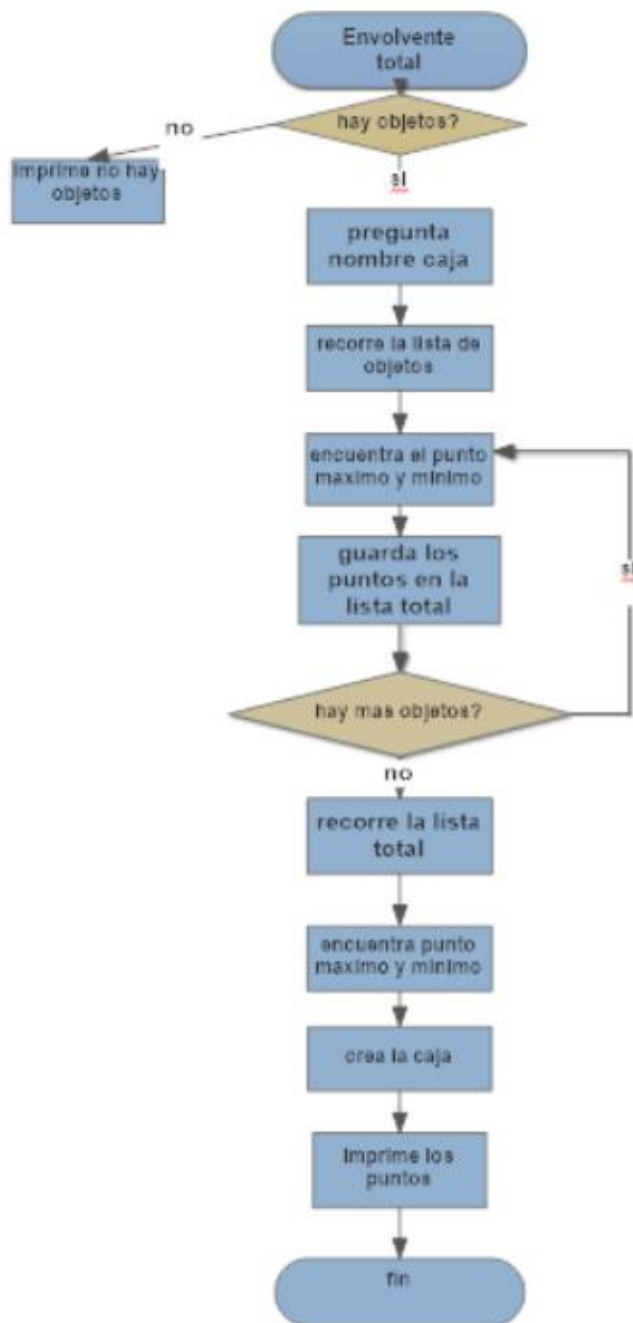 Envolvente
total
hay objetos?
no
si
imprime no hay
objetos
pregunta
nombre caja
recorre la lista de
objetos
encuentra el punto
maximo y minimo
guarda los
puntos en la
lista total
si
hay mas objetos?
no
recorre la lista
total
encuentra punto
maximo y minimo
crea la caja
Imprime los
puntos
fin